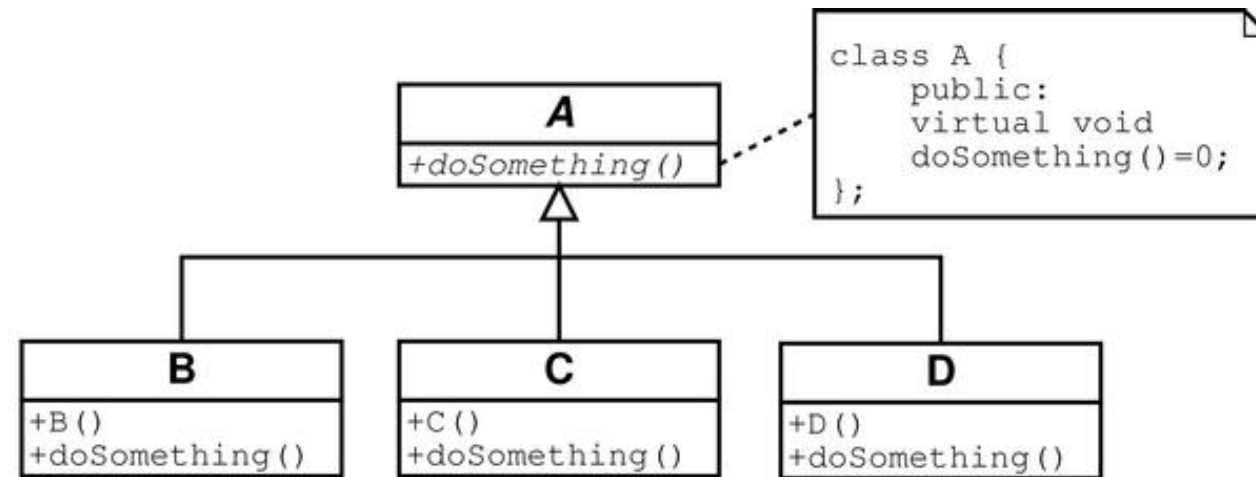 A
+doSomething()
class A {
public:
virtual void
doSomething()=0;
};
B
+B()
+doSomething()
C
+C()
+doSomething()
D
+D()
+doSomething()